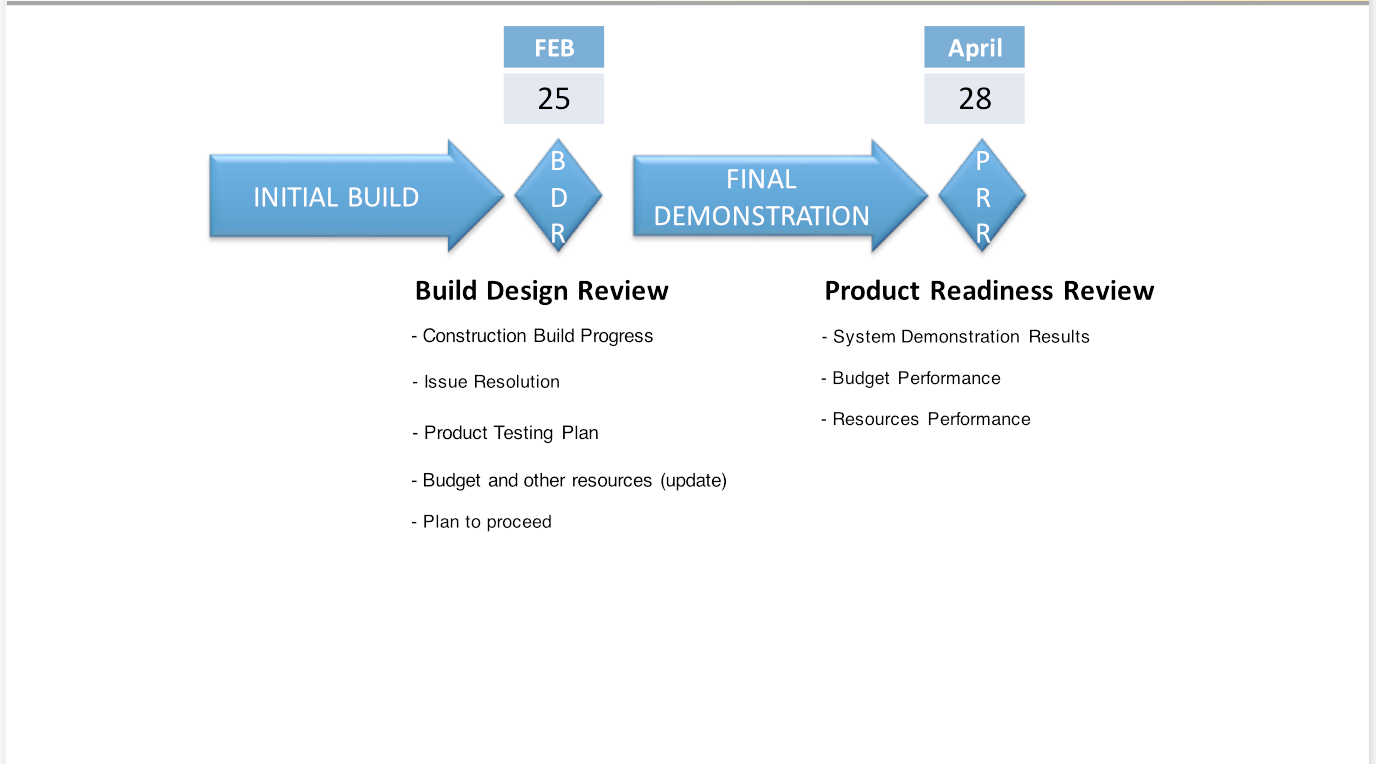 FEB
April
25
28
INITIAL BUILD
B
D
R
FINAL
DEMONSTRATION
P
R
R
Build Design Review
- Construction Build Progress
- Issue Resolution
- Product Testing Plan
- Budget and other resources (update)
- Plan to proceed
Product Readiness Review
- System Demonstration Results
- Budget Performance
- Resources Performance